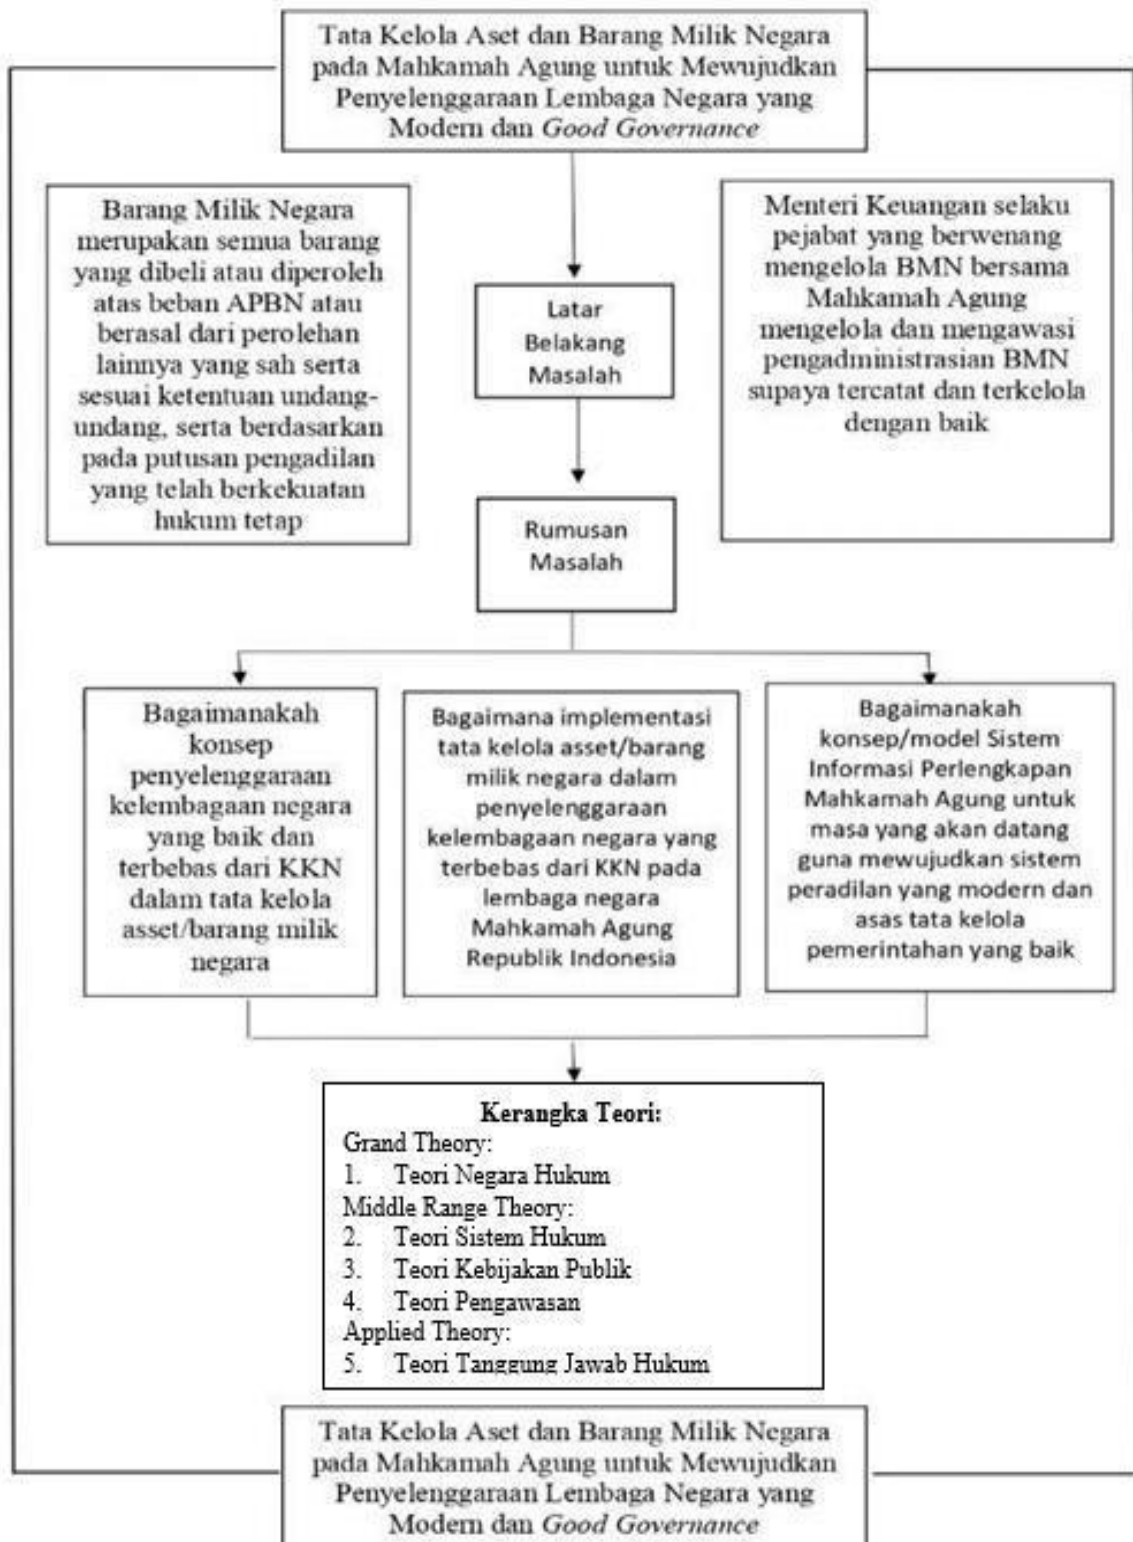 Tata Kelola Aset dan Barang Milik Negara
pada Mahkamah Agung untuk Mewujudkan
Penyelenggaraan Lembaga Negara yang
Modern dan Good Governance
Barang Milik Negara
merupakan semua barang
yang dibeli atau diperoleh
atas beban APBN atau
berasal dari perolehan
lainnya yang sah serta
sesuai ketentuan undang-
undang, serta berdasarkan
pada putusan pengadilan
yang telah berkekuatan
hukum tetap
Latar
Belakang
Masalah
Menteri Keuangan selaku
pejabat yang berwenang
mengelola BMN bersama
Mahkamah Agung
mengelola dan mengawasi
pengadministrasian BMN
supaya tercatat dan terkelola
dengan baik
Rumusan
Masalah
Bagaimanakah
konsep
penyelenggaraan
kelembagaan negara
yang baik dan
terbebas dari KKN
dalam tata kelola
asset/barang milik
negara
Bagaimana implementasi
tata kelola asset/barang
milik negara dalam
penyelenggaraan
kelembagaan negara yang
terbebas dari KKN pada
lembaga negara
Mahkamah Agung
Republik Indonesia
Bagaimanakah
konsep/model Sistem
Informasi Perlengkapan
Mahkamah Agung untuk
masa yang akan datang
guna mewujudkan sistem
peradilan yang modern dan
asas tata kelola
pemerintahan yang baik
Kerangka Teori:
Grand Theory:
1. Teori Negara Hukum
Middle Range Theory:
2. Teori Sistem Hukum
3. Teori Kebijakan Publik
4. Teori Pengawasan
Applied Theory:
5. Teori Tanggung Jawab Hukum
Tata Kelola Aset dan Barang Milik Negara
pada Mahkamah Agung untuk Mewujudkan
Penyelenggaraan Lembaga Negara yang
Modern dan Good Governance